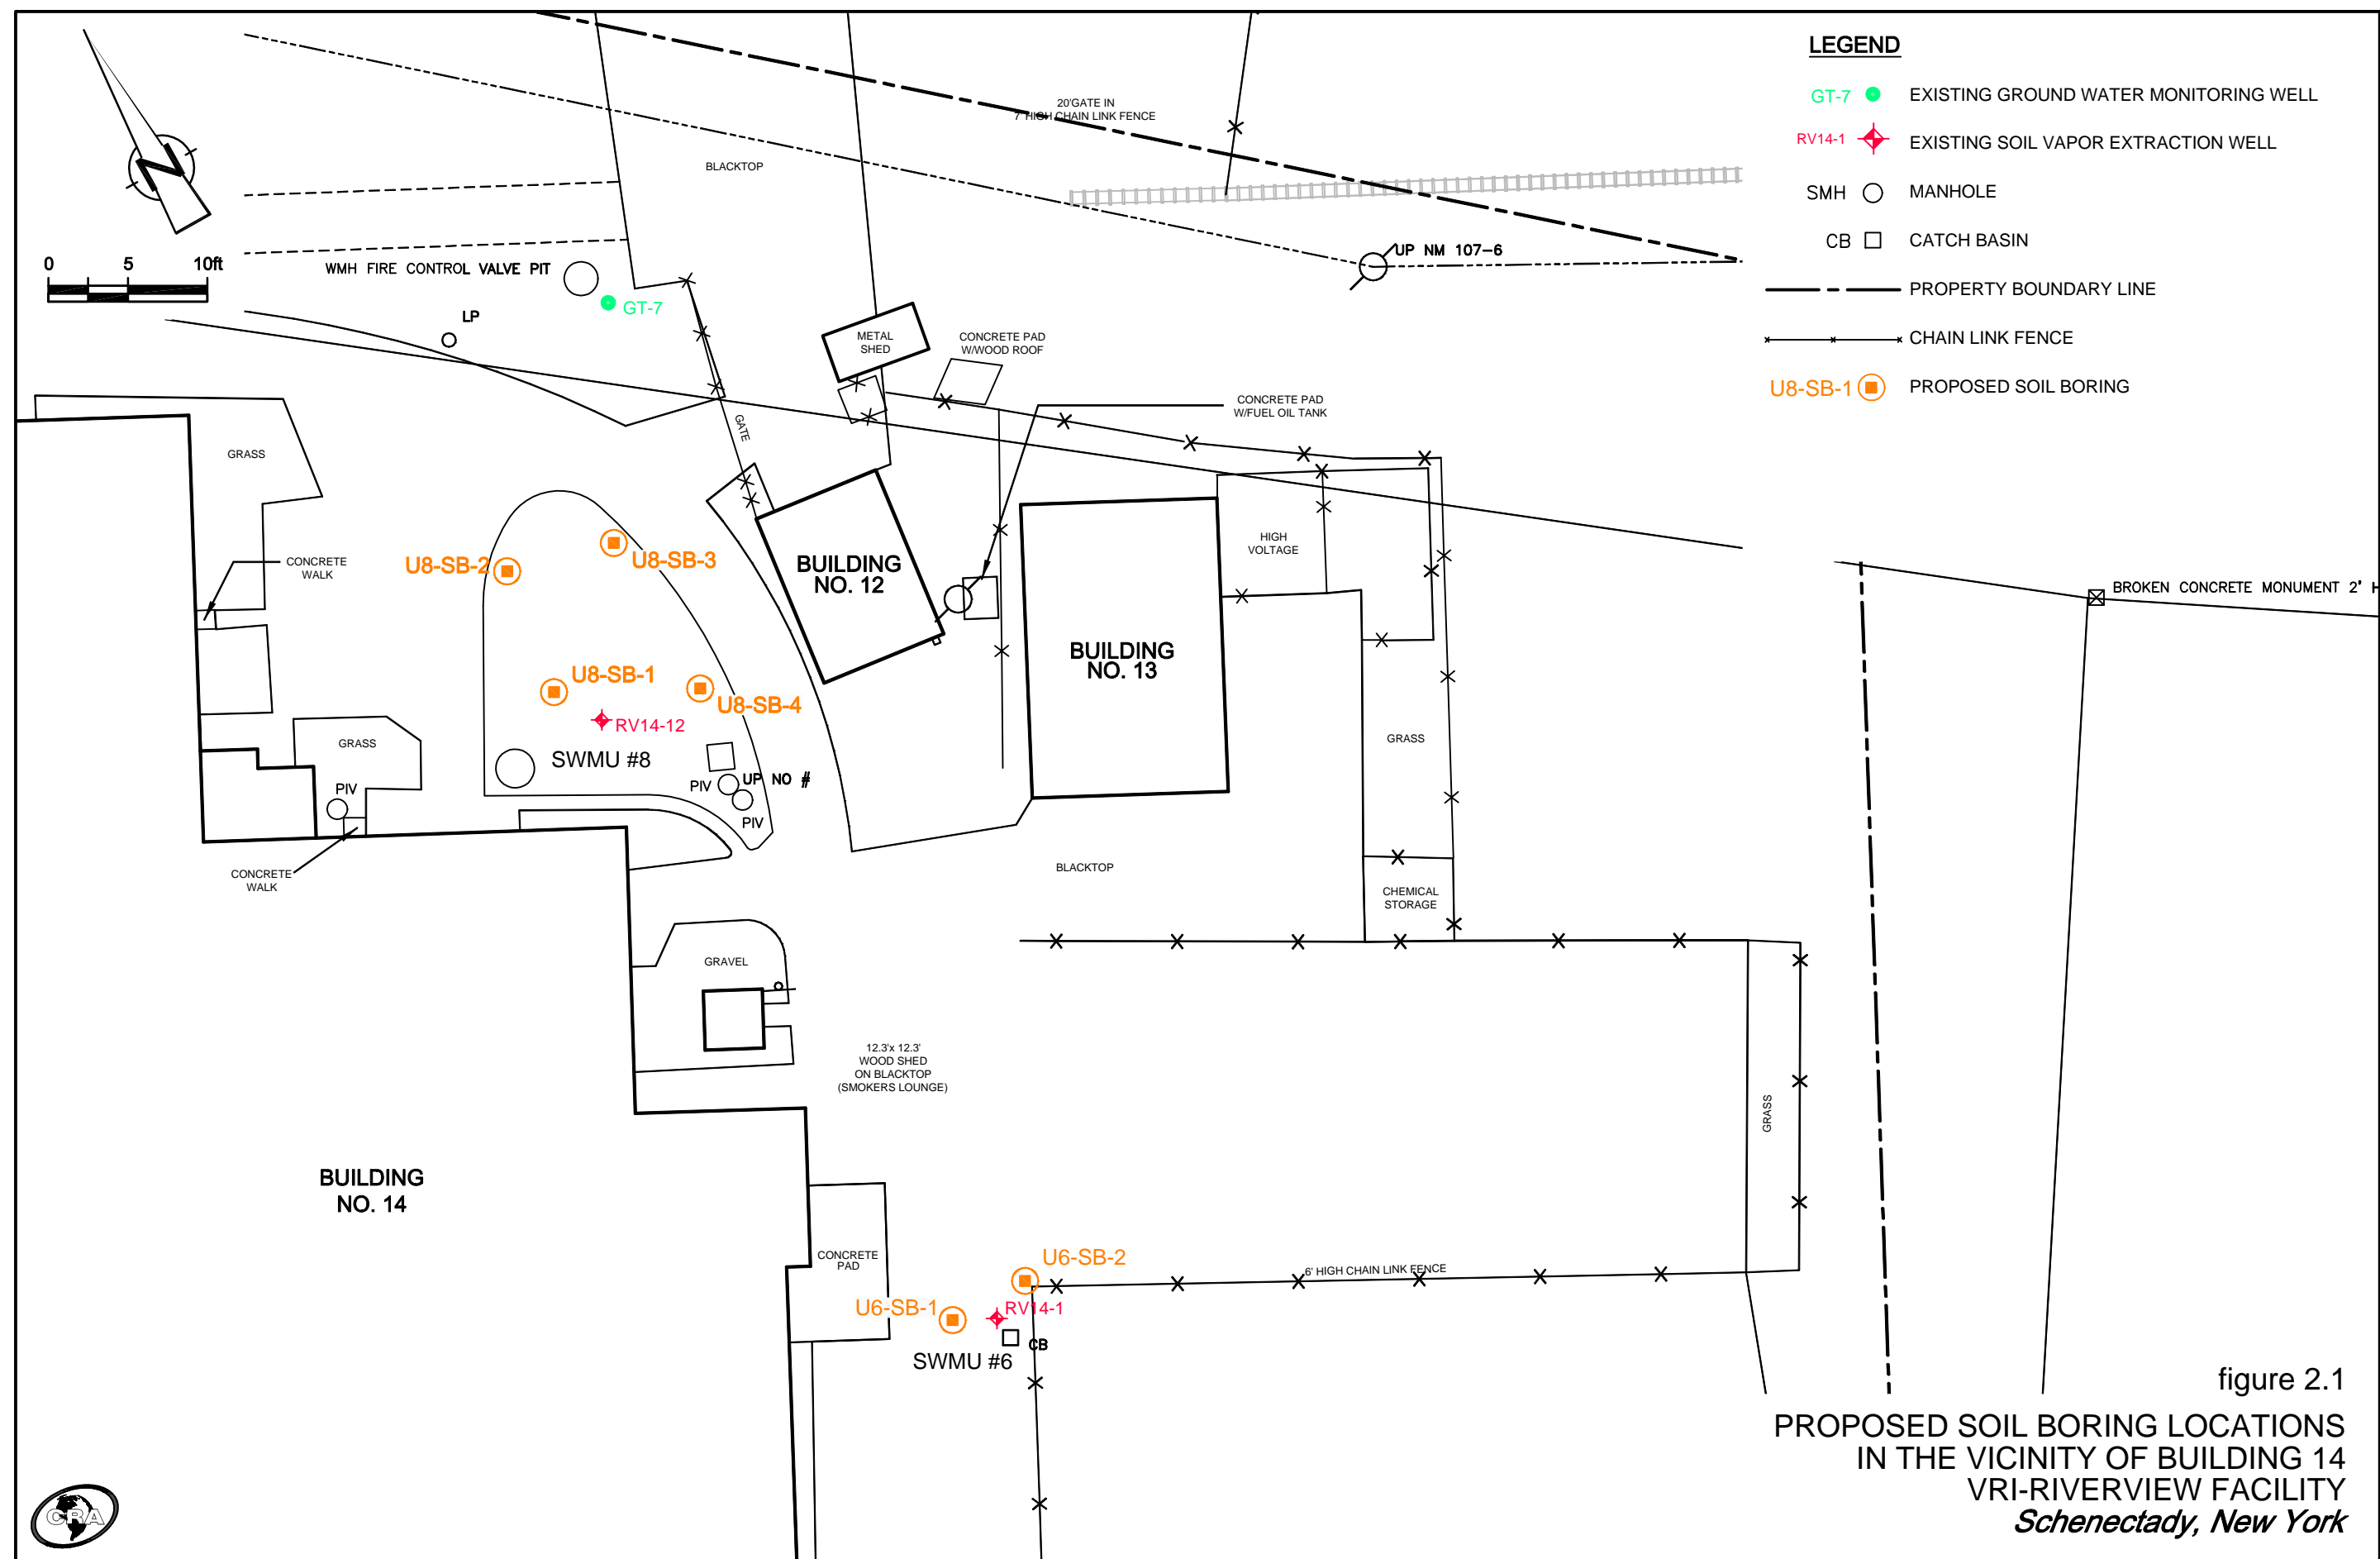 LEGEND
GT-7 EXISTING GROUND WATER MONITORING WELL
RV14-1 EXISTING SOIL VAPOR EXTRACTION WELL
SMH MANHOLE
CB CATCH BASIN
PROPERTY BOUNDARY LINE
CHAIN LINK FENCE
U8-SB-1 PROPOSED SOIL BORING
N
0 5 10ft
20'GATE IN
7' HIGH CHAIN LINK FENCE
BLACKTOP
UP NM 107-6
WMH FIRE CONTROL VALVE PIT
GT-7
LP
METAL
SHED
CONCRETE PAD
W/WOOD ROOF
CONCRETE PAD
W/FUEL OIL TANK
GATE
GRASS
HIGH
VOLTAGE
CONCRETE
WALK
U8-SB-2
U8-SB-3
BUILDING
NO. 12
BROKEN CONCRETE MONUMENT 2" H
BUILDING
NO. 13
U8-SB-1
U8-SB-4
RV14-12
GRASS
SWMU #8
GRASS
PIV
PIV
UP NO #
PIV
CONCRETE
WALK
BLACKTOP
CHEMICAL
STORAGE
GRAVEL
12.3'x 12.3'
WOOD SHED
ON BLACKTOP
(SMOKERS LOUNGE)
GRASS
BUILDING
NO. 14
CONCRETE
PAD
U6-SB-2
6' HIGH CHAIN LINK FENCE
U6-SB-1
RV14-1
CB
SWMU #6
figure 2.1
PROPOSED SOIL BORING LOCATIONS
IN THE VICINITY OF BUILDING 14
VRI-RIVERVIEW FACILITY
Schenectady, New York
CRA